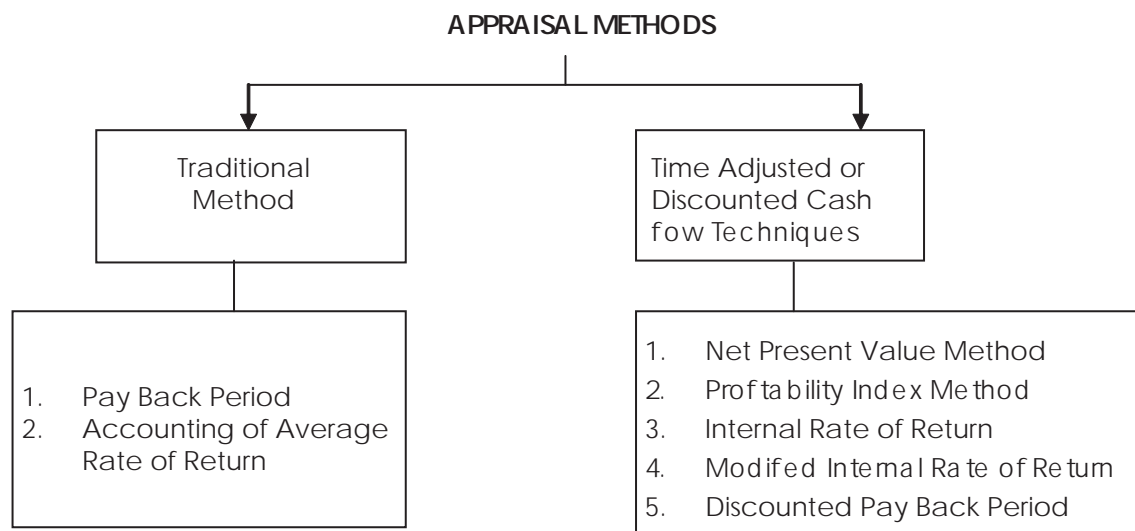 APPRAISAL METHODS
Traditional
Method
Time Adjusted or
Discounted Cash
fow Techniques
1. Pay Back Period
2. Accounting of Average
Rate of Return
1. Net Present Value Method
2. Proftability Index Method
3. Internal Rate of Return
4. Modifed Internal Rate of Return
5. Discounted Pay Back Period